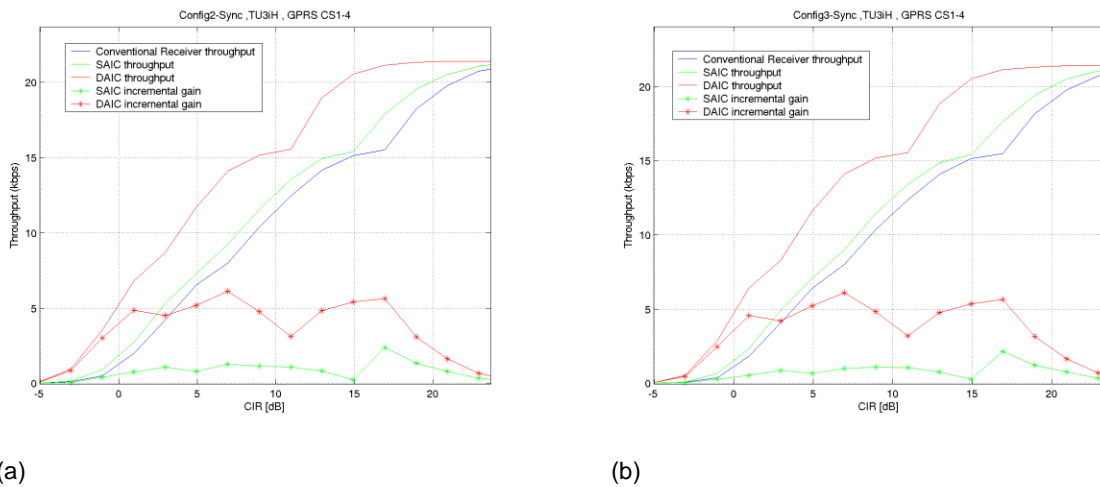 Config2-Sync ,TU3iH , GPRS CS1-4
Conventional Receiver throughput
SAIC throughput
DAIC throughput
SAIC incremental gain
DAIC incremental gain
Throughput (kbps)
20
15
10
5
0
-5 0 5 10 15 20
CIR [dB]
(a)
Config3-Sync ,TU3iH , GPRS CS1-4
Conventional Receiver throughput
SAIC throughput
DAIC throughput
SAIC incremental gain
DAIC incremental gain
Throughput (kbps)
20
15
10
5
0
-5 0 5 10 15 20
CIR [dB]
(b)